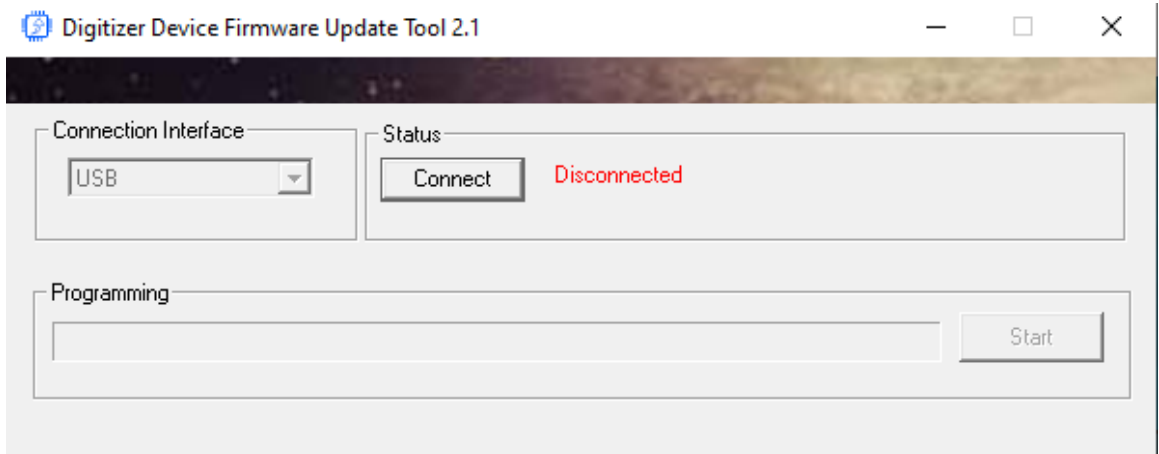 Digitizer Device Firmware Update Tool 2.1
Connection Interface
USB
Status
Connect
Disconnected
Programming
Start